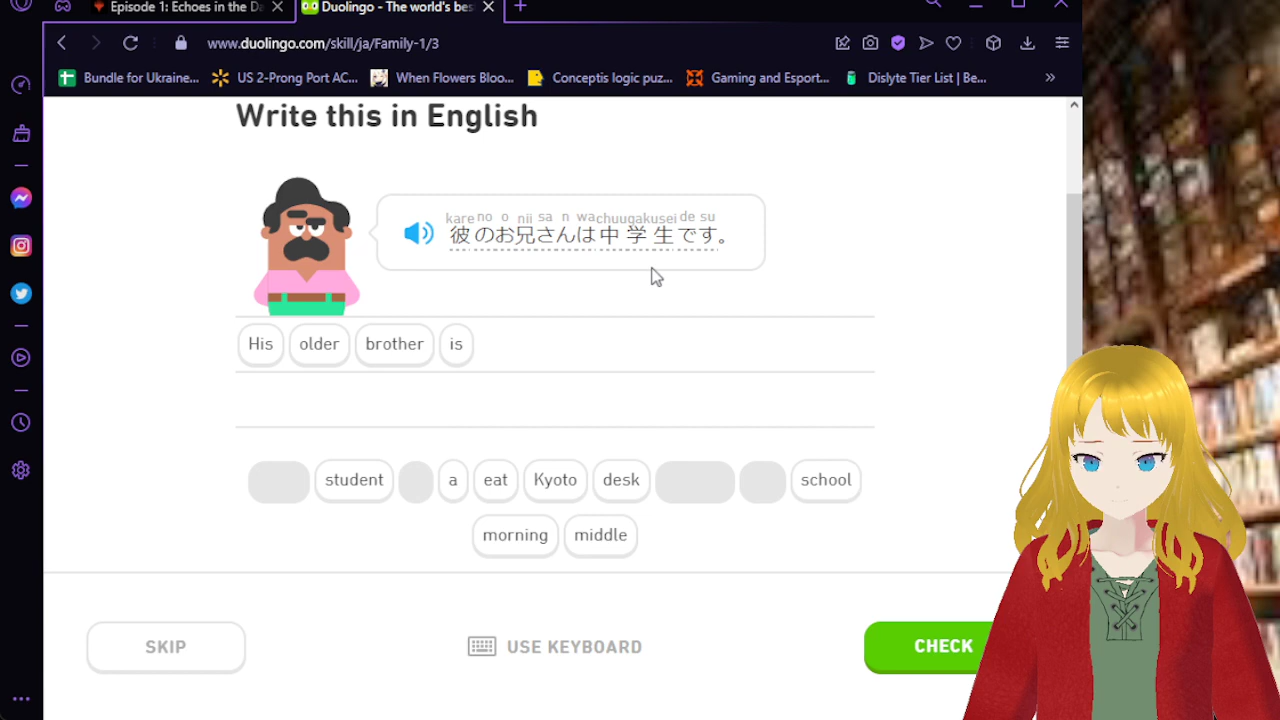 Episode 1: Echoes in the Da
Duolingo - The world's bes
www.duolingo.com/skill/ja/Family-1/3
Bundle for Ukraine...
US 2-Prong Port AC...
When Flowers Bloo...
Conceptis logic puz...
Gaming and Esport...
Dislyte Tier List | Be...
Write this in English
kare no o nii sa n wa chuugakusei de su
彼のお兄さんは中学生です。
His older brother is
student a eat Kyoto desk school
morning middle
SKIP
USE KEYBOARD
CHECK